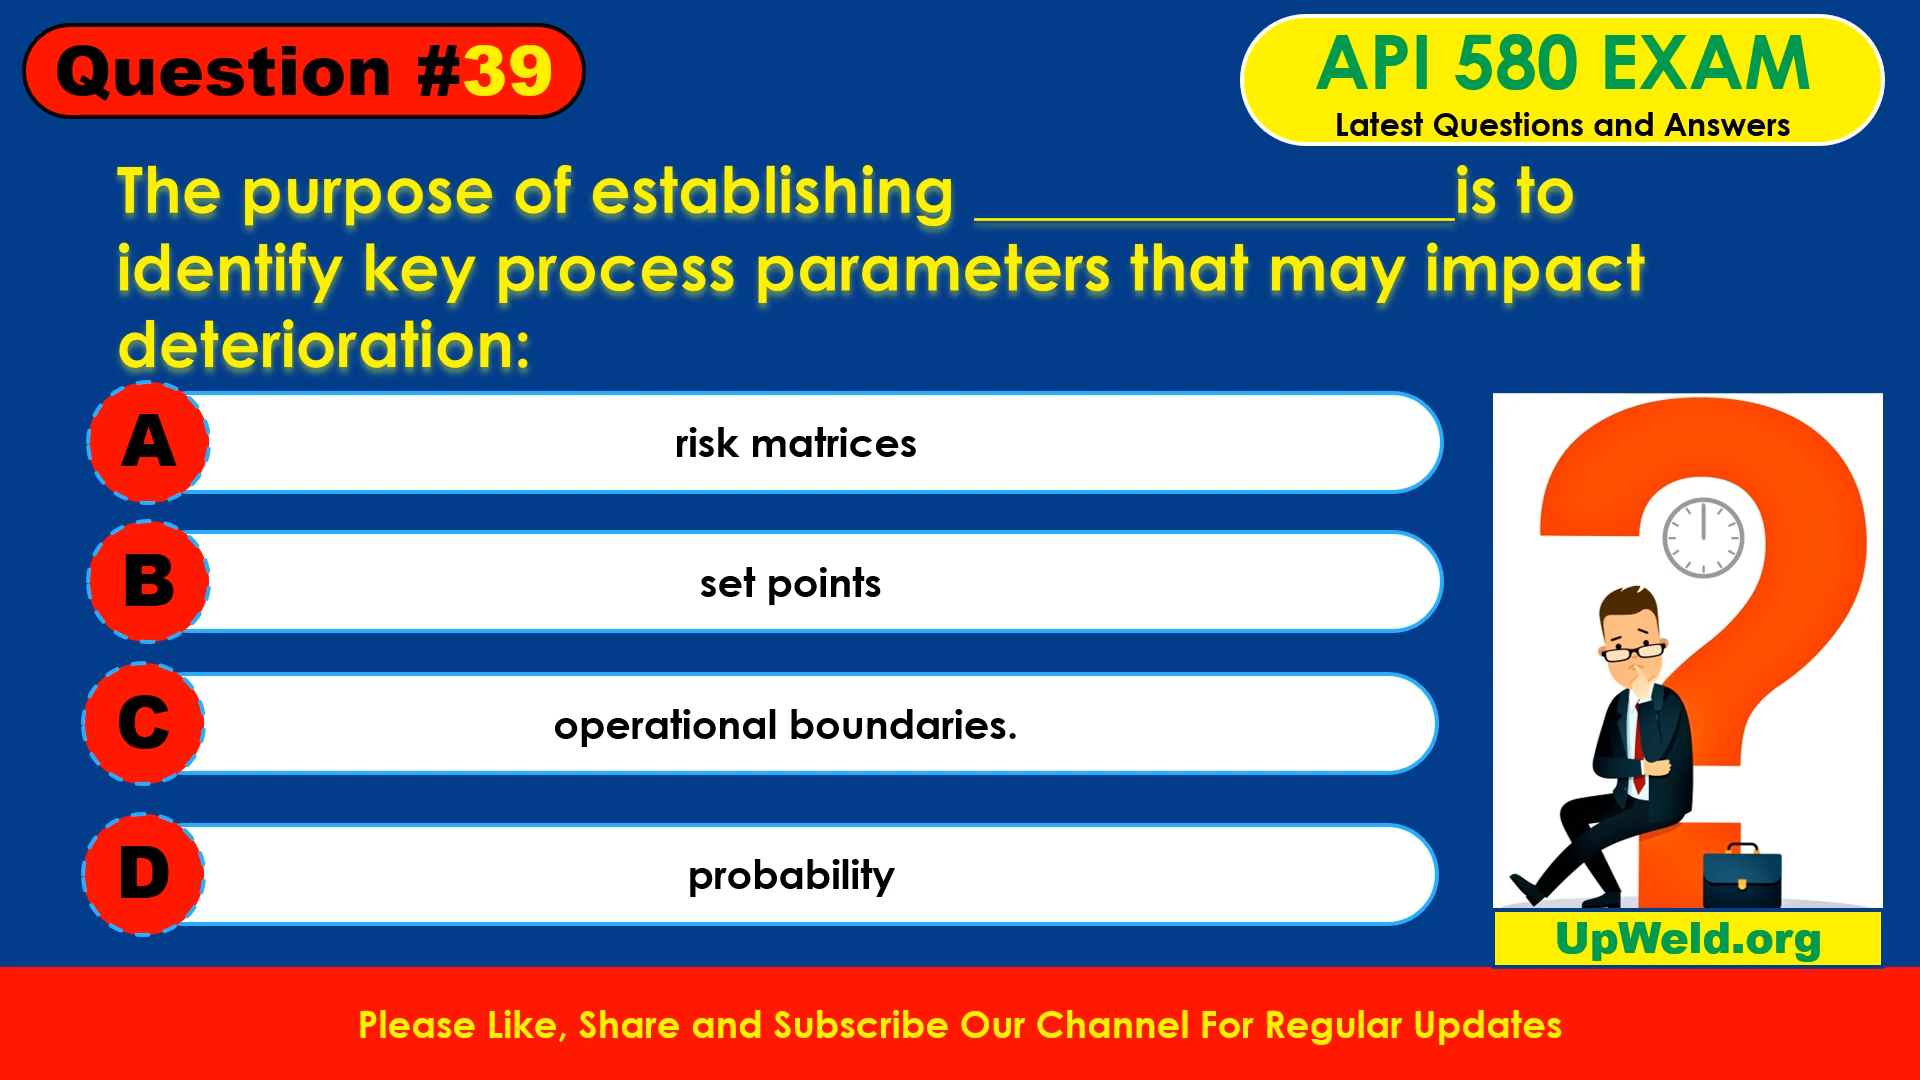 Question #39
API 580 EXAM
Latest Questions and Answers
The purpose of establishing _______________is to
identify key process parameters that may impact
deterioration:
A
risk matrices
B
set points
C
operational boundaries.
D
probability
UpWeld.org
Please Like, Share and Subscribe Our Channel For Regular Updates